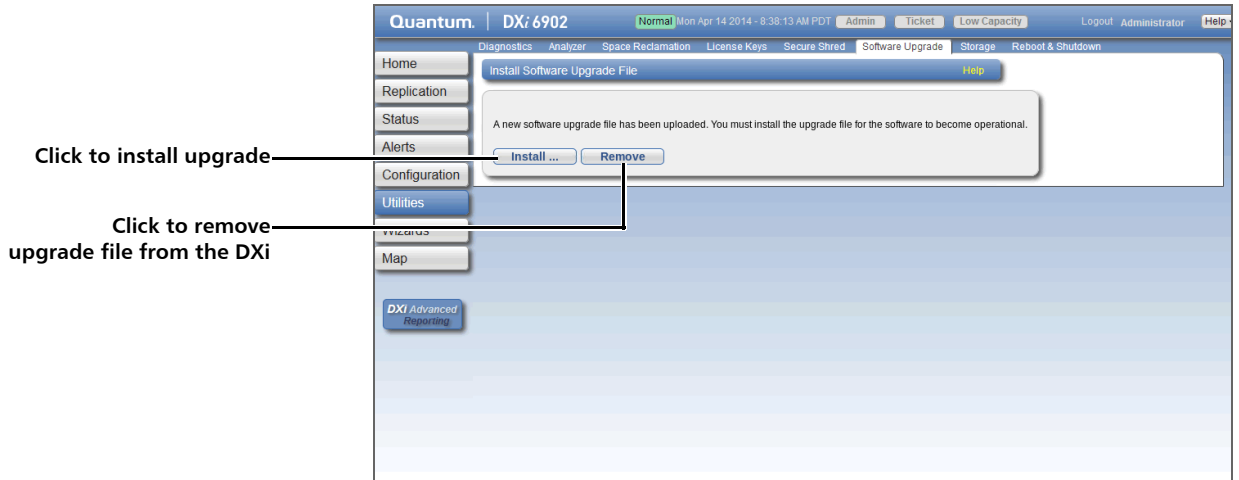 Quantum. DXi 6902 Normal Mon Apr 14 2014 - 8:38:13 AM PDT Admin Ticket Low Capacity Logout Administrator Help
Diagnostics Analyzer Space Reclamation License Keys Secure Shred Software Upgrade Storage Reboot & Shutdown
Home
Replication
Status
Alerts
Configuration
Utilities
Wizards
Map
DXi Advanced
Reporting
Install Software Upgrade File Help
A new software upgrade file has been uploaded. You must install the upgrade file for the software to become operational.
Install ... Remove
Click to install upgrade
Click to remove
upgrade file from the DXi